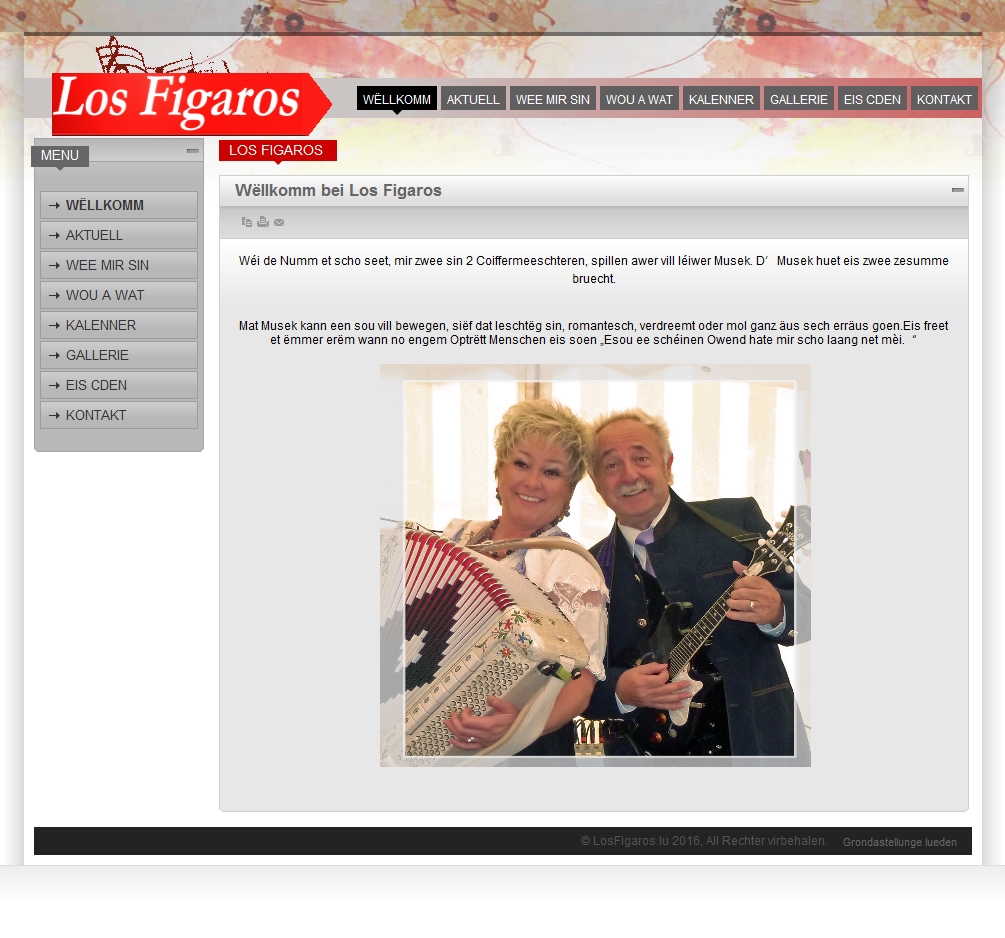 Los Figaros
WËLLKOMM AKTUELL WEE MIR SIN WOU A WAT KALENNER GALLERIE EIS CDEN KONTAKT
MENU
WËLLKOMM
AKTUELL
WEE MIR SIN
WOU A WAT
KALENNER
GALLERIE
EIS CDEN
KONTAKT
LOS FIGAROS
Wëllkomm bei Los Figaros
Wéi de Numm et scho seet, mir zwee sin 2 Coiffermeeschteren, spillen awer vill léiwer Musek. D’ Musek huet eis zwee zesumme
bruecht.
Mat Musek kann een sou vill bewegen, siëf dat leschtëg sin, romantesch, verdreemt oder mol ganz äus sech erräus goen.Eis freet
et ëmmer erëm wann no engem Optrëtt Menschen eis soen „Esou ee schéinen Owend hate mir scho laang net mèi. “
© LosFigaros.lu 2016, All Rechter virbehalen. Grondastellunge lueden